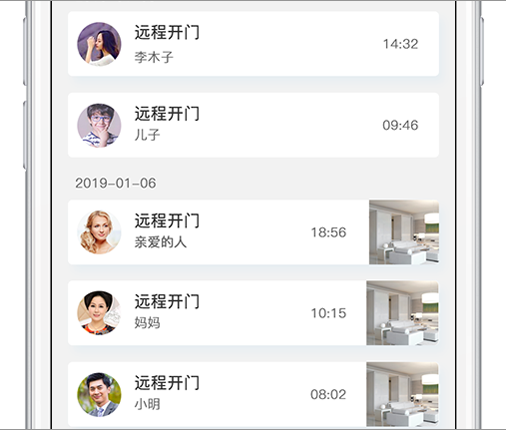 远程开门
14:32
李木子
远程开门
09:46
儿子
2019-01-06
远程开门
18:56
亲爱的人
远程开门
10:15
妈妈
远程开门
08:02
小明